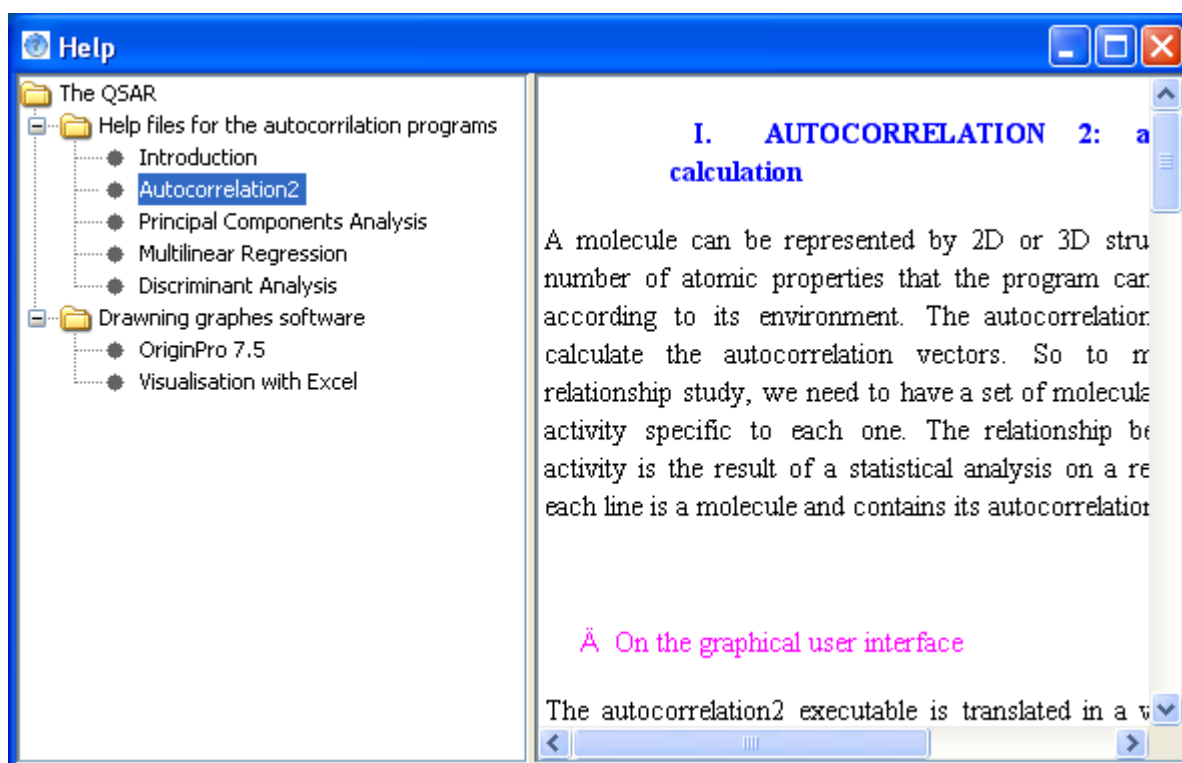 Help
The QSAR
Help files for the autocorrilation programs
Introduction
Autocorrelation2
Principal Components Analysis
Multilinear Regression
Discriminant Analysis
Drawning graphes software
OriginPro 7.5
Visualisation with Excel
I. AUTOCORRELATION 2: a
calculation
A molecule can be represented by 2D or 3D stru
number of atomic properties that the program can
according to its environment. The autocorrelation
calculate the autocorrelation vectors. So to m
relationship study, we need to have a set of molecula
activity specific to each one. The relationship be
activity is the result of a statistical analysis on a re
each line is a molecule and contains its autocorrelation
Ä On the graphical user interface
The autocorrelation2 executable is translated in a v